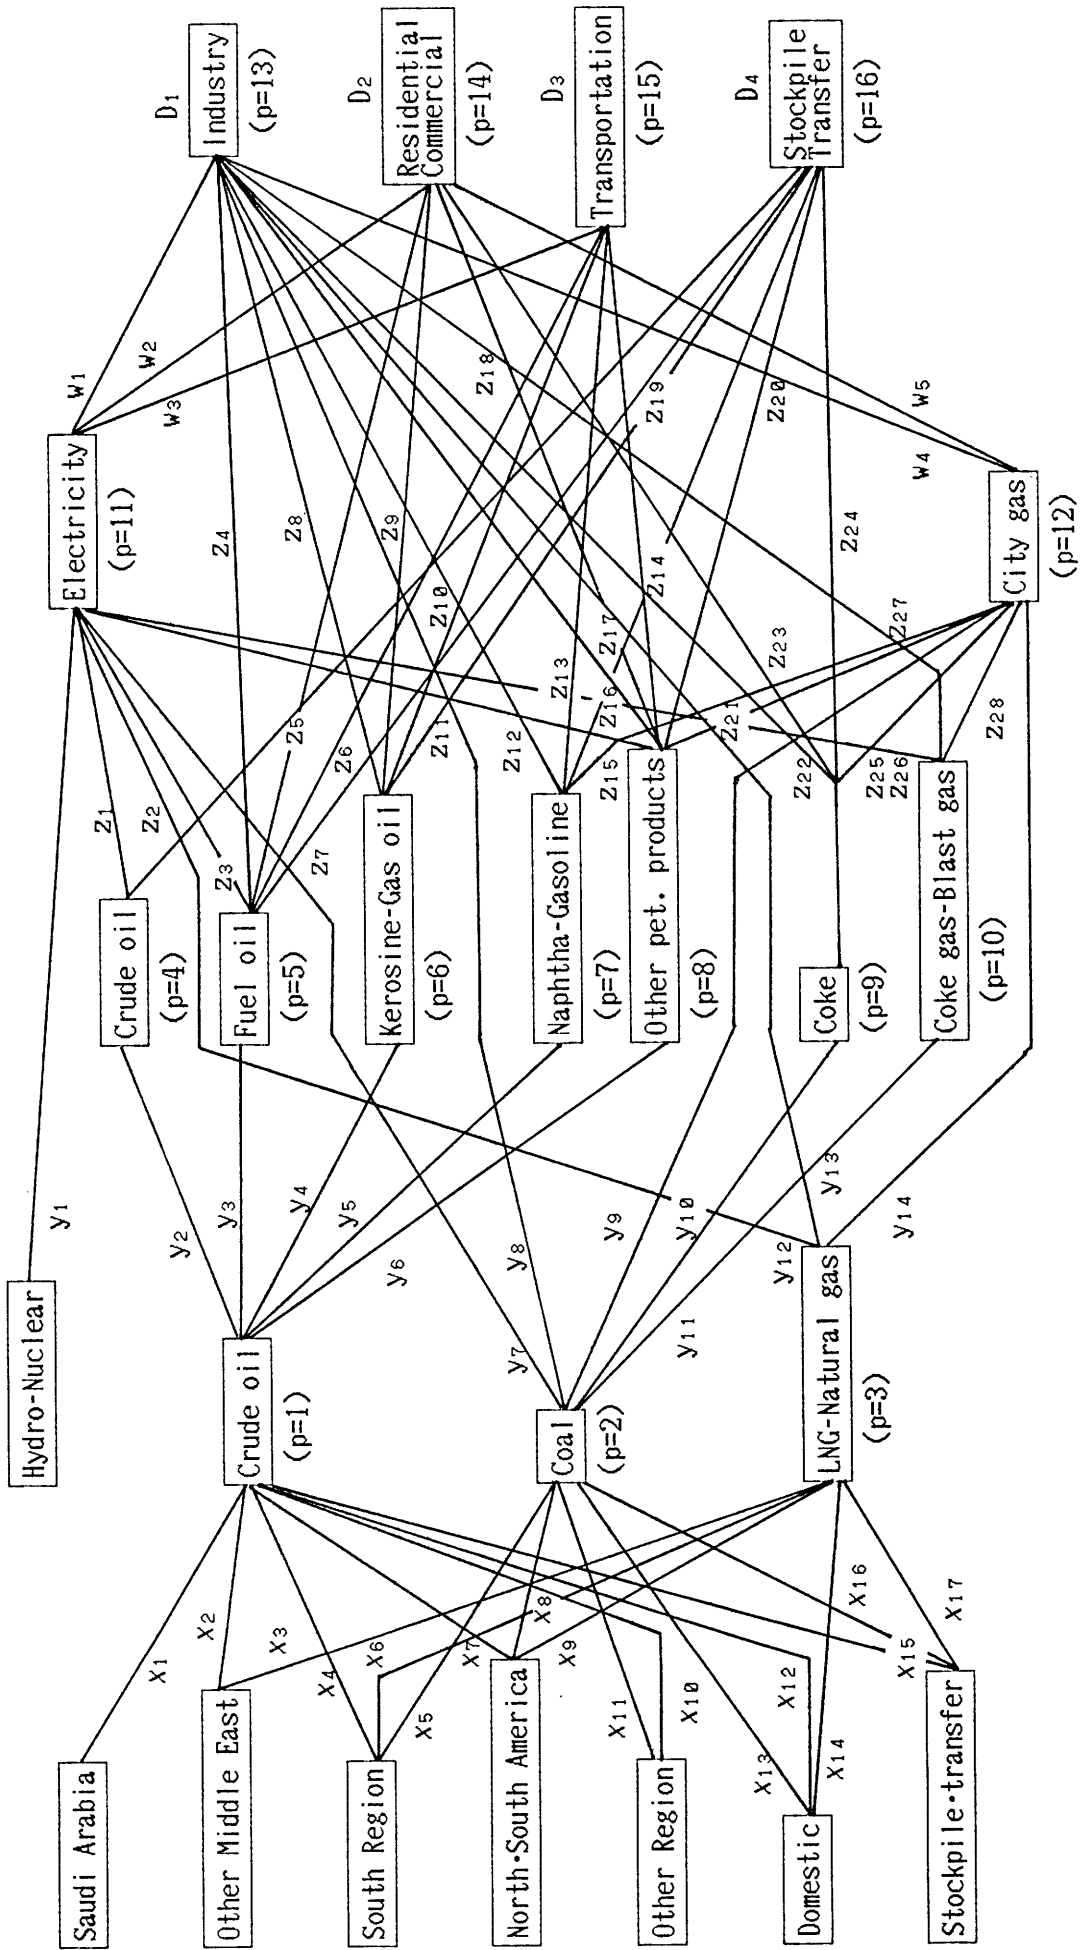 Hydro-Nuclear
Saudi Arabia
Other Middle East
South Region
North·South America
Other Region
Domestic
Stockpile·transfer
X1
X2
X3
X4
X5
X6
X7
X8
X9
X10
X11
X12
X13
X14
X15
X16
X17
Crude oil
(p=1)
Coal
(p=2)
LNG-Natural gas
(p=3)
y1
y2
y3
y4
y5
y6
y7
y8
y9
y10
y11
y12
y13
y14
Crude oil
(p=4)
Fuel oil
(p=5)
Kerosine-Gas oil
(p=6)
Naphtha-Gasoline
(p=7)
Other pet. products
(p=8)
Coke
(p=9)
Coke gas-Blast gas
(p=10)
Z1
Z2
Z3
Z4
Z5
Z6
Z7
Z8
Z9
Z10
Z11
Z12
Z13
Z14
Z15
Z16
Z17
Z18
Z19
Z20
Z21
Z22
Z23
Z24
Z25
Z26
Z27
Z28
Electricity
(p=11)
City gas
(p=12)
W1
W2
W3
W4
W5
D1
Industry
(p=13)
D2
Residential
Commercial
(p=14)
D3
Transportation
(p=15)
D4
Stockpile
Transfer
(p=16)